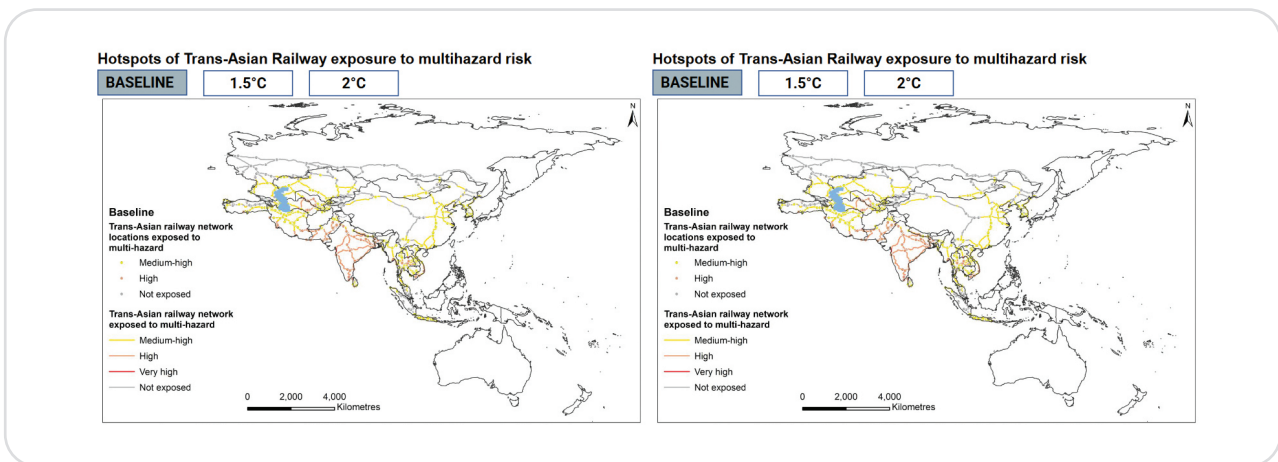 Hotspots of Trans-Asian Railway exposure to multihazard risk
BASELINE 1.5°C 2°C
N
Baseline
Trans-Asian railway network
locations exposed to
multi-hazard
Medium-high
High
Not exposed
Trans-Asian railway network
exposed to multi-hazard
Medium-high
High
Very high
Not exposed
0 2,000 4,000
Kilometres
Hotspots of Trans-Asian Railway exposure to multihazard risk
BASELINE 1.5°C 2°C
N
Baseline
Trans-Asian railway network
locations exposed to
multi-hazard
Medium-high
High
Not exposed
Trans-Asian railway network
exposed to multi-hazard
Medium-high
High
Very high
Not exposed
0 2,000 4,000
Kilometres